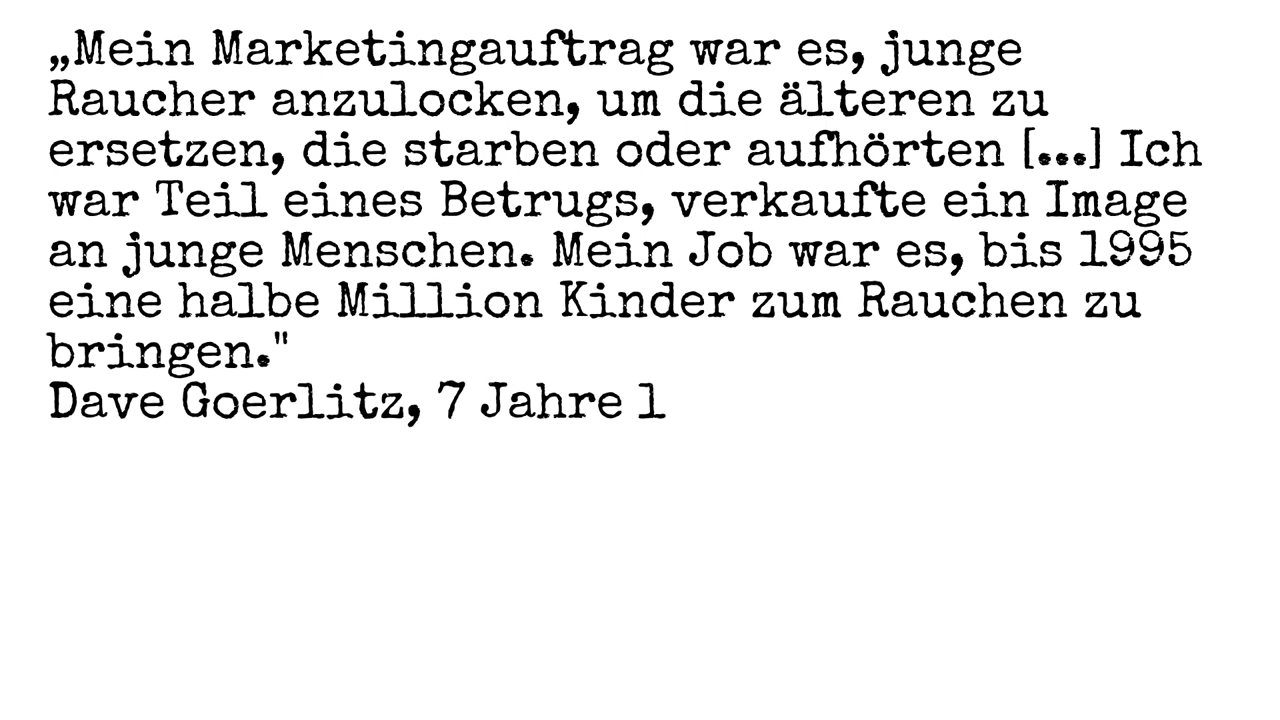 „Mein Marketingauftrag war es, junge
Raucher anzulocken, um die älteren zu
ersetzen, die starben oder aufhörten [...] Ich
war Teil eines Betrugs, verkaufte ein Image
an junge Menschen. Mein Job war es, bis 1995
eine halbe Million Kinder zum Rauchen zu
bringen."
Dave Goerlitz, 7 Jahre l